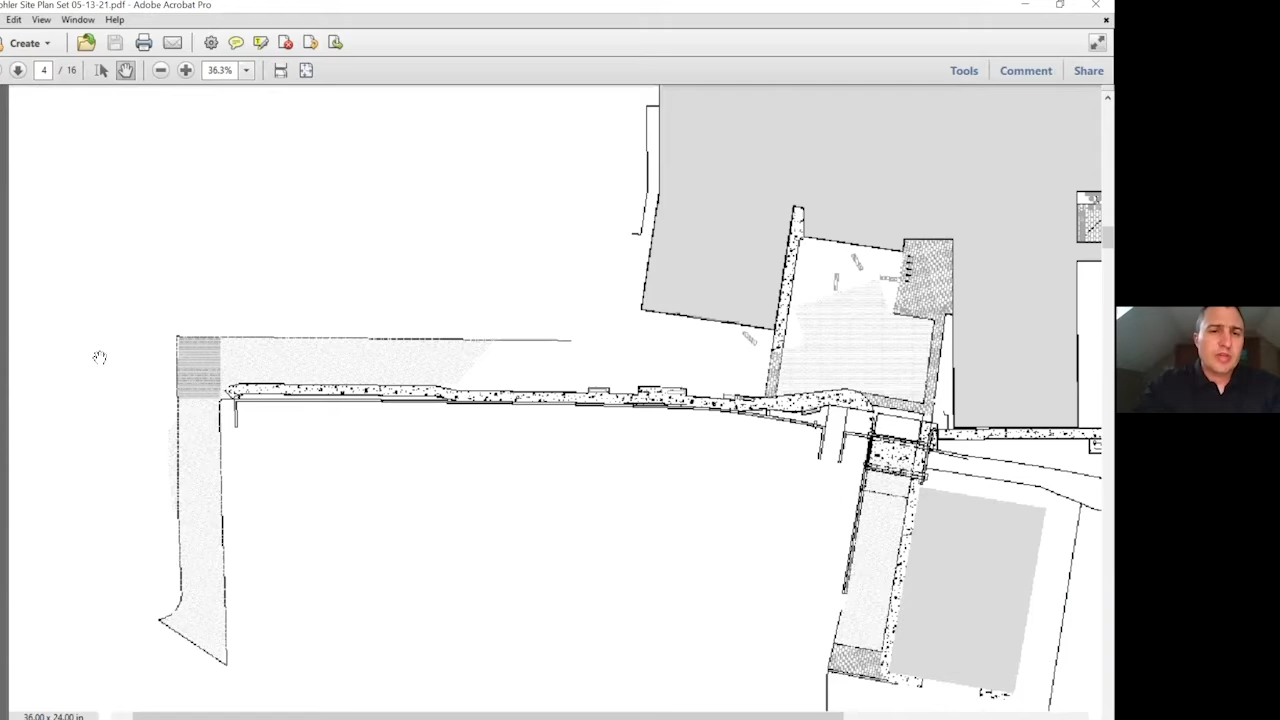 ohler Site Plan Set 05-13-21.pdf - Adobe Acrobat Pro
Edit View Window Help
Create
4 / 16 36.3% Tools Comment Share
36.00 x 24.00 in